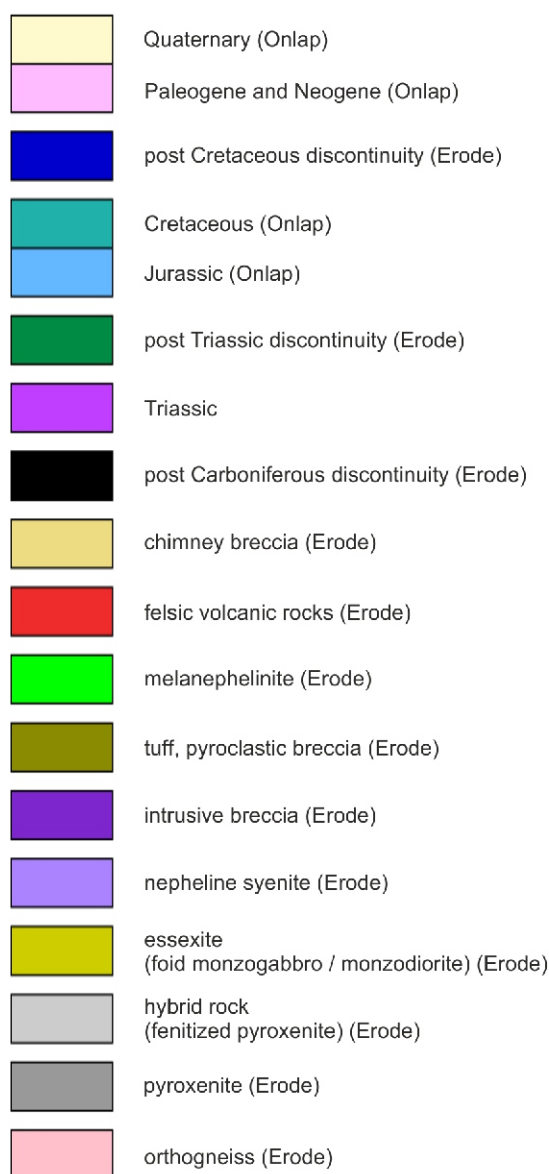 Quaternary (Onlap)
Paleogene and Neogene (Onlap)
post Cretaceous discontinuity (Erode)
Cretaceous (Onlap)
Jurassic (Onlap)
post Triassic discontinuity (Erode)
Triassic
post Carboniferous discontinuity (Erode)
chimney breccia (Erode)
felsic volcanic rocks (Erode)
melanephelinite (Erode)
tuff, pyroclastic breccia (Erode)
intrusive breccia (Erode)
nepheline syenite (Erode)
essexite
(foid monzogabbro / monzodiorite) (Erode)
hybrid rock
(fenitized pyroxenite) (Erode)
pyroxenite (Erode)
orthogneiss (Erode)